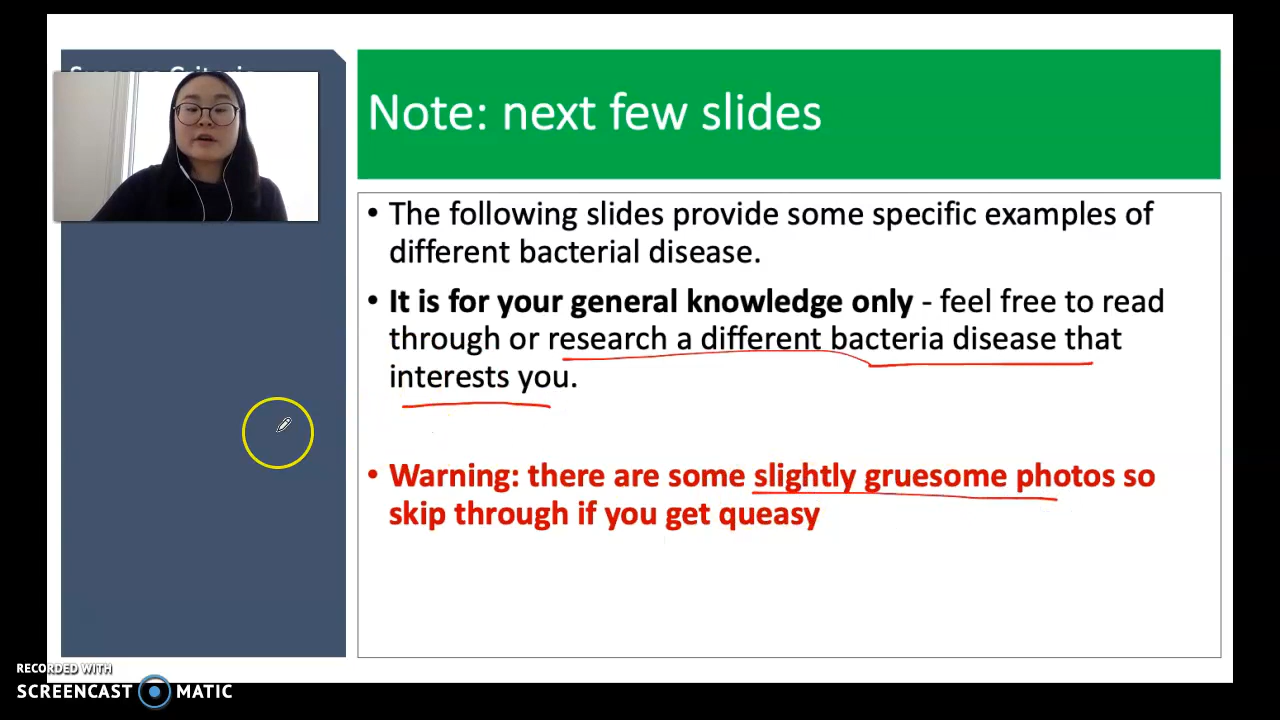 Note: next few slides
• The following slides provide some specific examples of
different bacterial disease.
• It is for your general knowledge only - feel free to read
through or research a different bacteria disease that
interests you.
• Warning: there are some slightly gruesome photos so
skip through if you get queasy
RECORDED WITH
SCREENCAST MATIC